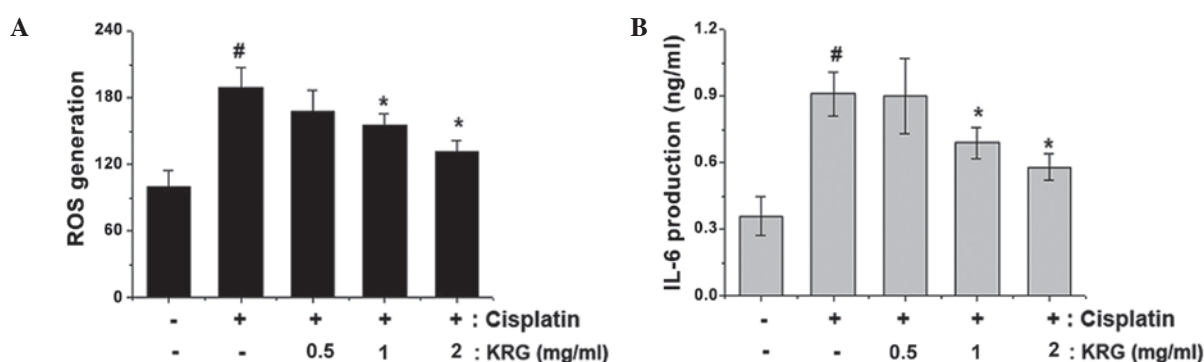 A
240
180
120
60
0
ROS generation
#
*
*
- + + + + : Cisplatin
- - 0.5 1 2 : KRG (mg/ml)
B
1.2
0.9
0.6
0.3
0.0
IL-6 production (ng/ml)
#
*
*
- + + + + : Cisplatin
- - 0.5 1 2 : KRG (mg/ml)